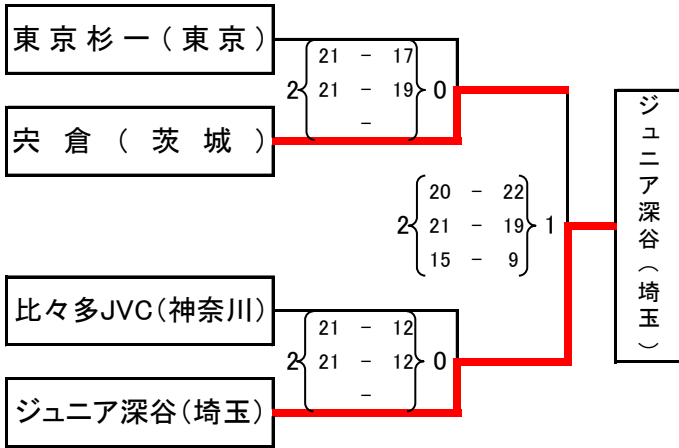 東京杉一(東京)
21 - 17
2 21 - 19 0
-
宍倉(茨城)
20 - 22
2 21 - 19 1
15 - 9
比々多JVC(神奈川)
21 - 12
2 21 - 12 0
-
ジュニア深谷(埼玉)
ジュニア深谷(埼玉)